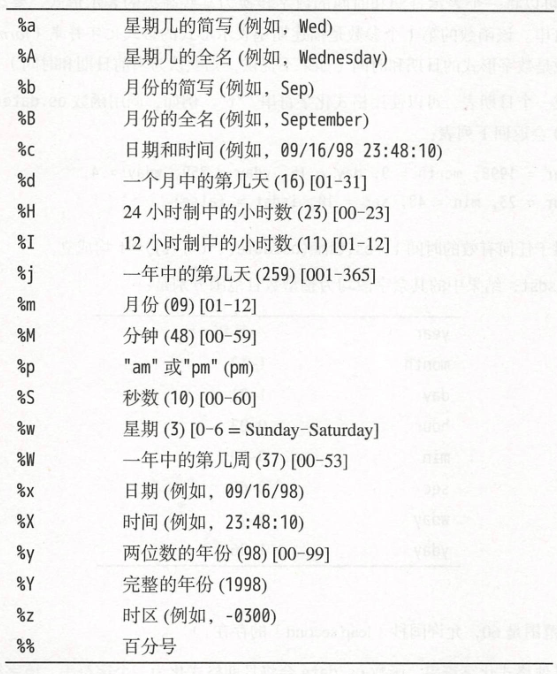 %a 星期几的简写 (例如，Wed)
%A 星期几的全名 (例如，Wednesday)
%b 月份的简写 (例如，Sep)
%B 月份的全名 (例如，September)
%c 日期和时间 (例如，09/16/98 23:48:10)
%d 一个月中的第几天 (16) [01–31]
%H 24 小时制中的小时数 (23) [00–23]
%I 12 小时制中的小时数 (11) [01–12]
%j 一年中的第几天 (259) [001–365]
%m 月份 (09) [01–12]
%M 分钟 (48) [00–59]
%p "am" 或"pm" (pm)
%S 秒数 (10) [00–60]
%w 星期 (3) [0–6 = Sunday–Saturday]
%W 一年中的第几周 (37) [00–53]
%x 日期 (例如，09/16/98)
%X 时间 (例如，23:48:10)
%y 两位数的年份 (98) [00–99]
%Y 完整的年份 (1998)
%z 时区 (例如，-0300)
%% 百分号